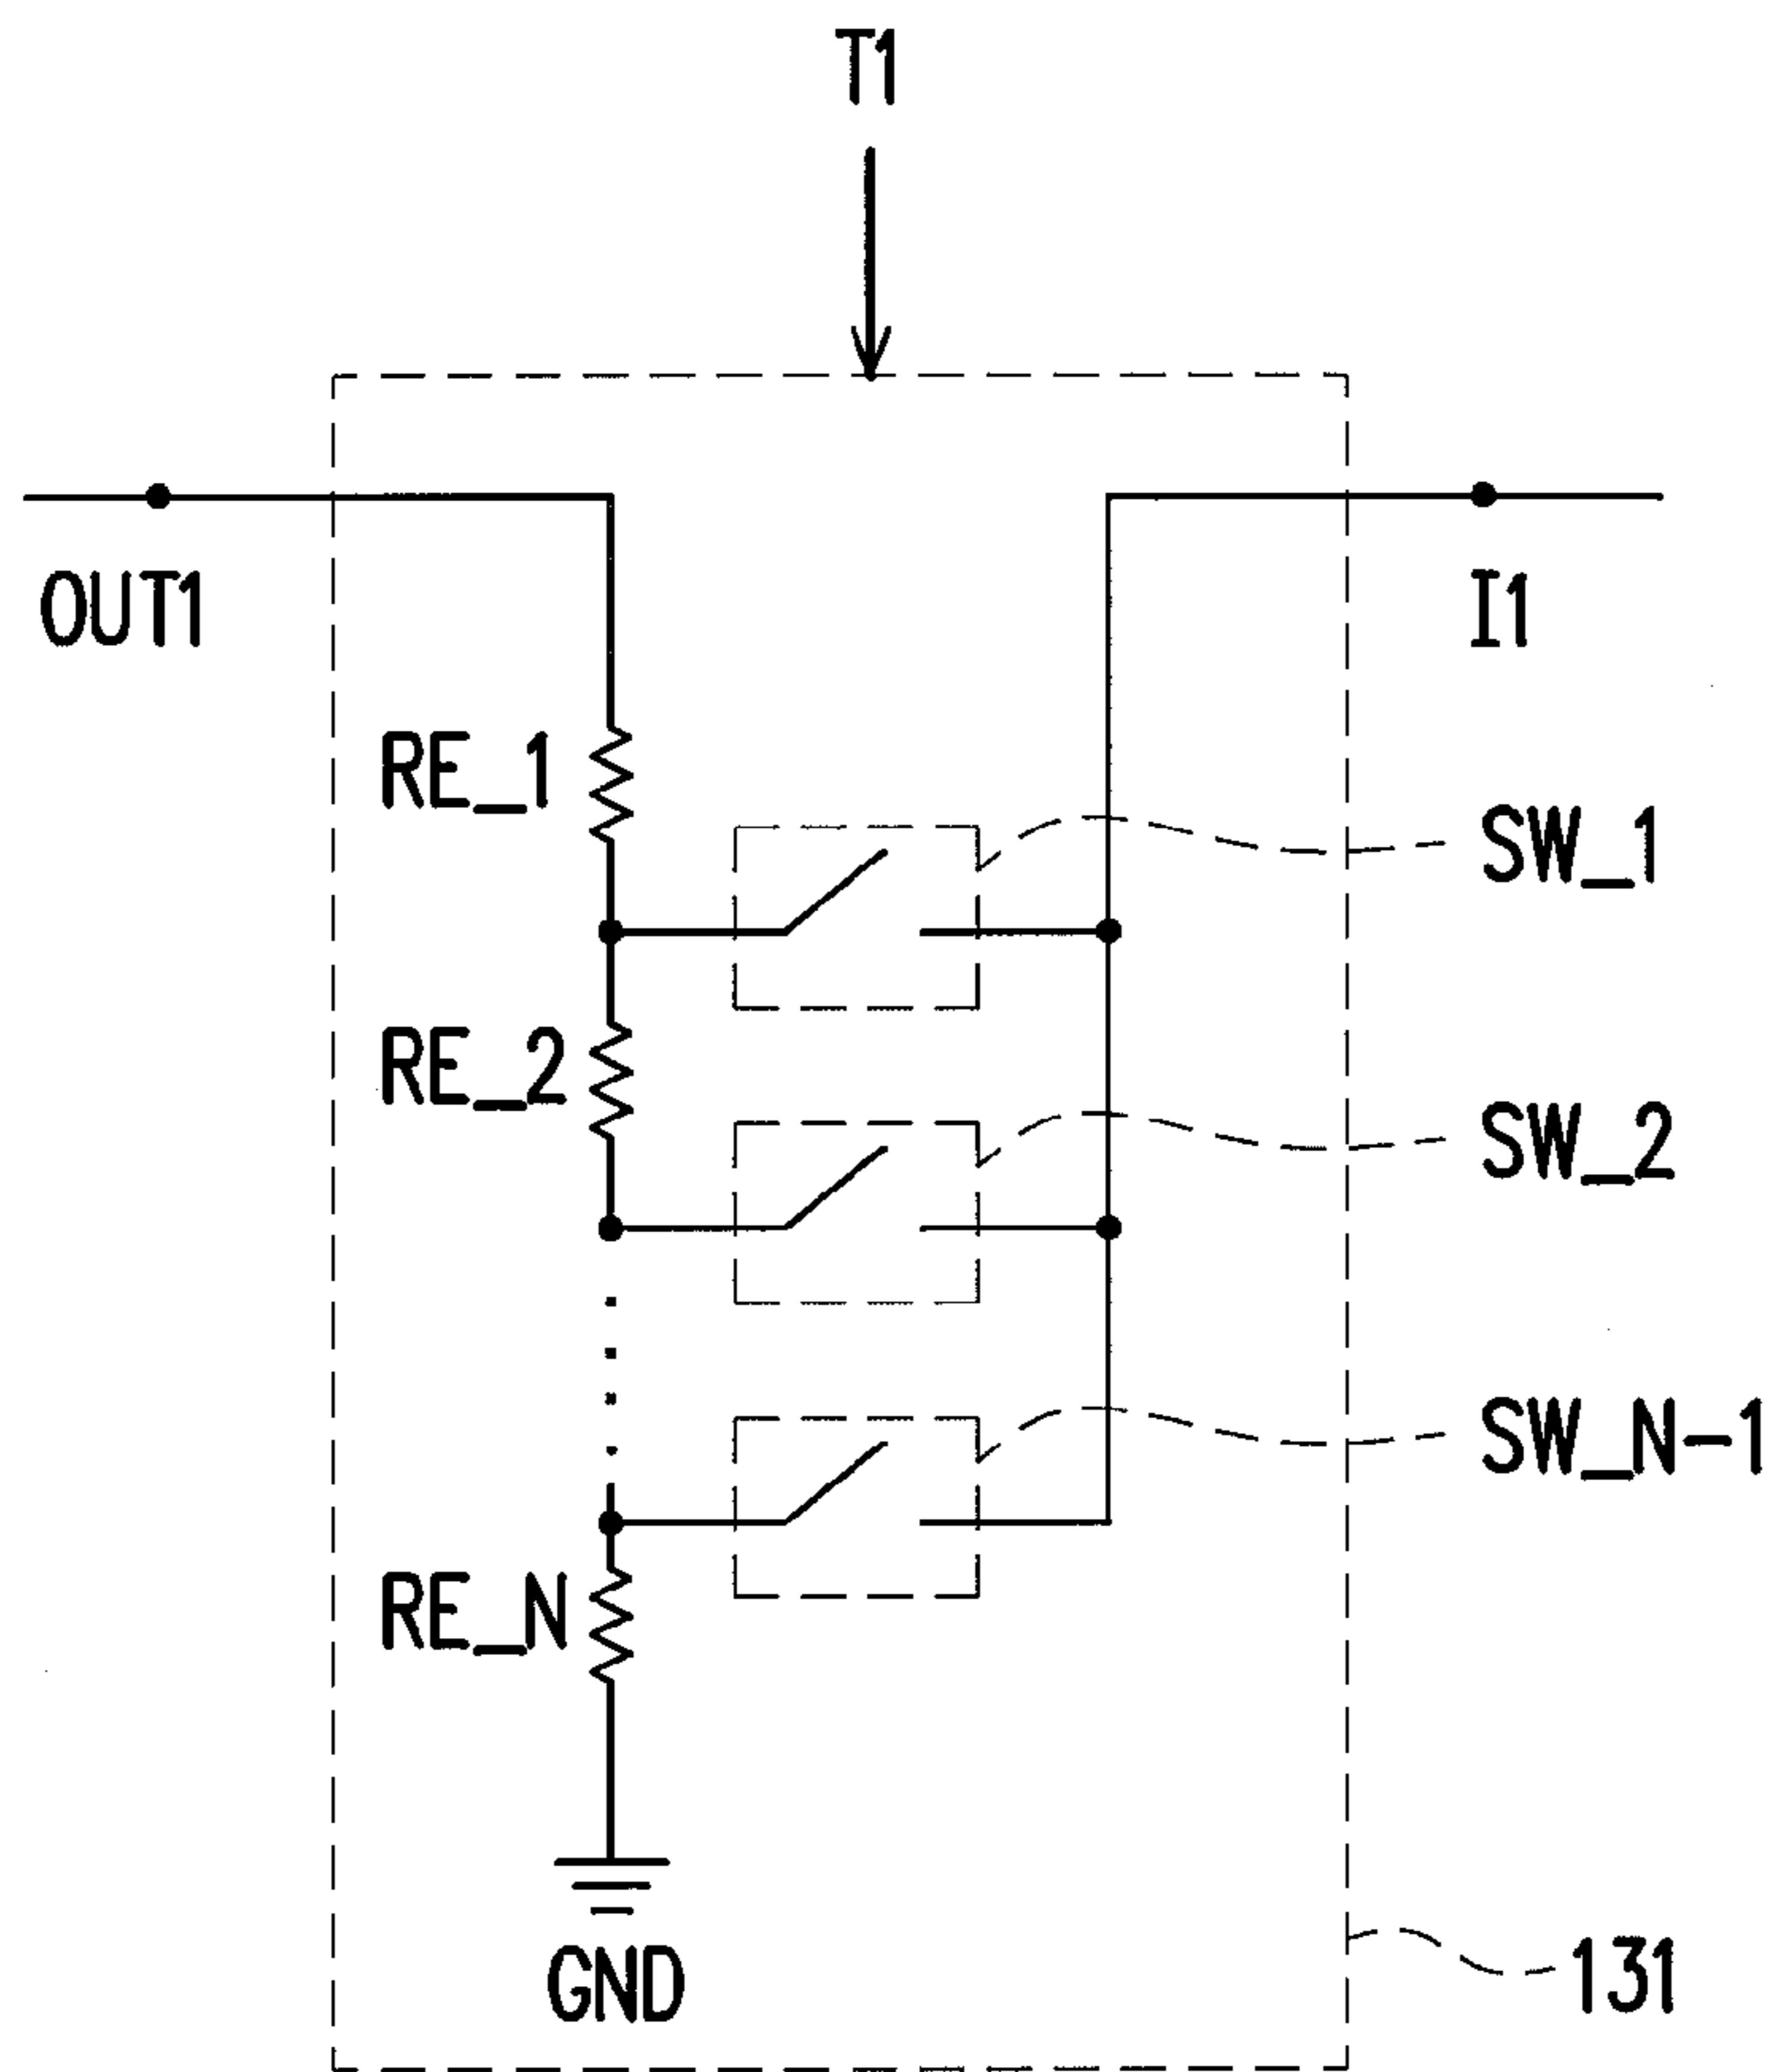 T1
OUT1
I1
RE_1
SW_1
RE_2
SW_2
SW_N-1
RE_N
GND
131